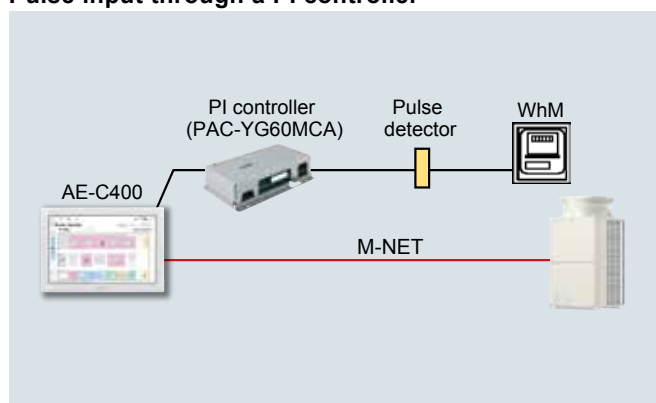 Pulse input through a PI controller
PI controller
(PAC-YG60MCA)
Pulse
detector
WhM
AE-C400
M-NET